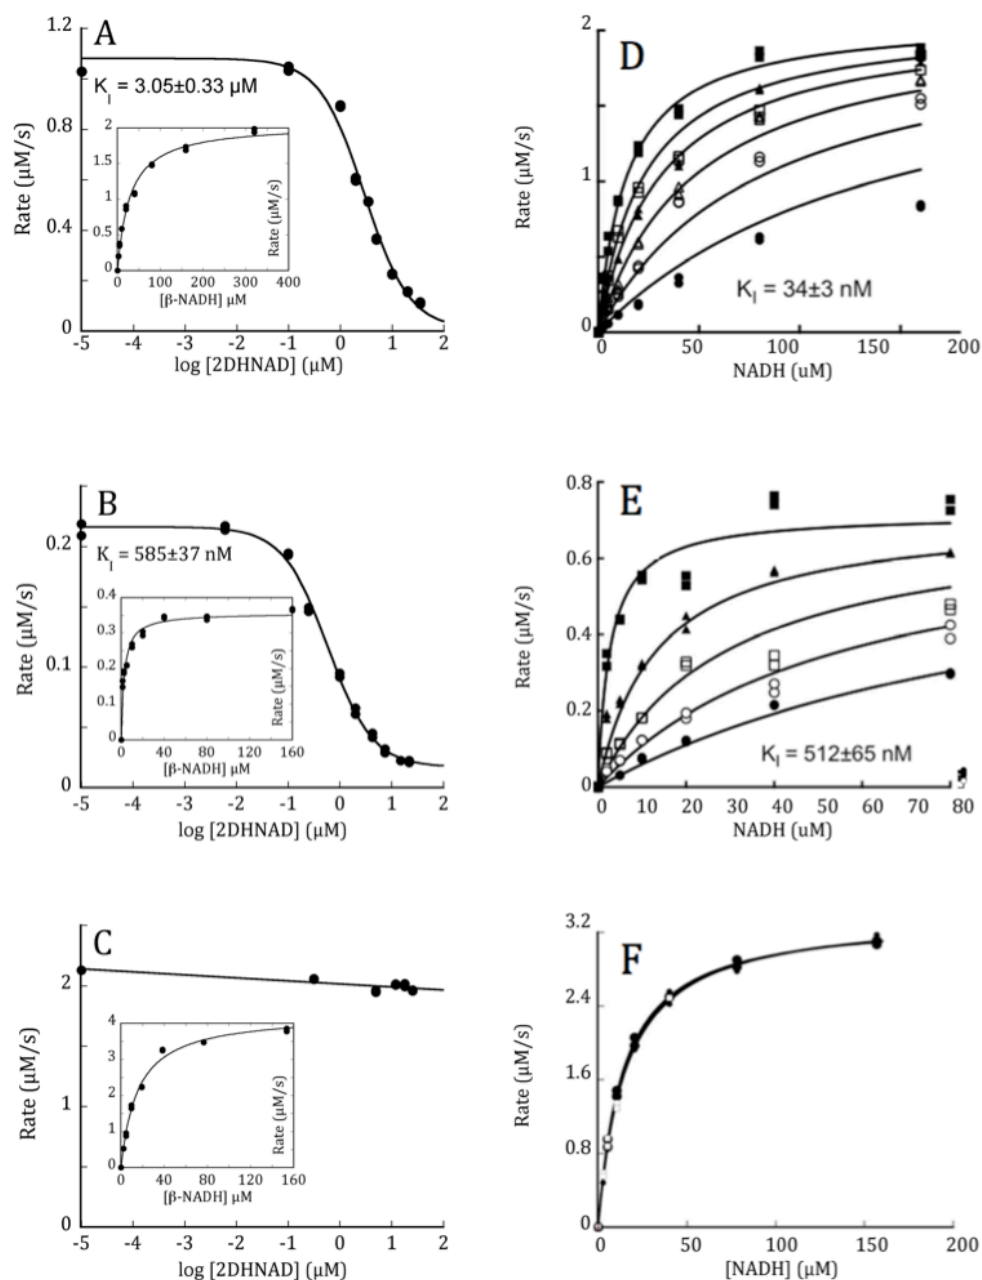 A
1.2
K_I = 3.05±0.33 µM
0.8
Rate (µM/s)
2
1.5
1
0.5
0
Rate (µM/s)
0 100 200 300 400
[β-NADH] µM
0.4
0
-5 -4 -3 -2 -1 0 1 2
log [2DHNAD] (µM)
D
2
Rate (µM/s)
1
K_I = 34±3 nM
0
0 50 100 150 200
NADH (uM)
B
0.2
K_I = 585±37 nM
Rate (µM/s)
0.4
0.3
0.2
0.1
0
Rate (µM/s)
0 40 80 120 160
[β-NADH] µM
0.1
0
-5 -4 -3 -2 -1 0 1 2
log [2DHNAD] (µM)
E
0.8
0.6
Rate (µM/s)
0.4
0.2
K_I = 512±65 nM
0
0 10 20 30 40 50 60 70 80
NADH (uM)
C
2
Rate (µM/s)
4
3
2
1
0
Rate (µM/s)
0 40 80 120 160
[β-NADH] µM
1
0
-5 -4 -3 -2 -1 0 1 2
log [2DHNAD] (µM)
F
3.2
2.4
Rate (µM/s)
1.6
0.8
0
0 50 100 150 200
[NADH] (µM)